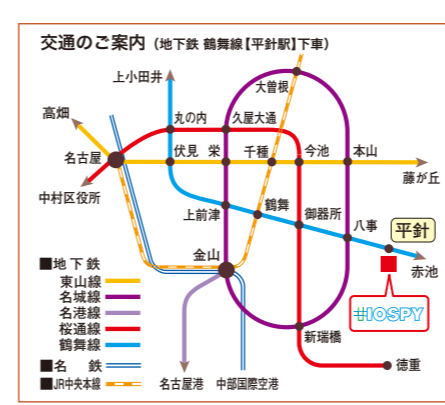 交通のご案内（地下鉄 鶴舞線【平針駅】下車）
上小田井
大曽根
高畑
丸の内
久屋大通
名古屋
伏見
栄
千種
今池
本山
藤が丘
中村区役所
上前津
鶴舞
御器所
八事
平針
赤池
金山
HOSPY
新瑞橋
徳重
名古屋港
中部国際空港
■地下鉄
東山線
名城線
名港線
桜通線
鶴舞線
■名　鉄
■JR中央本線